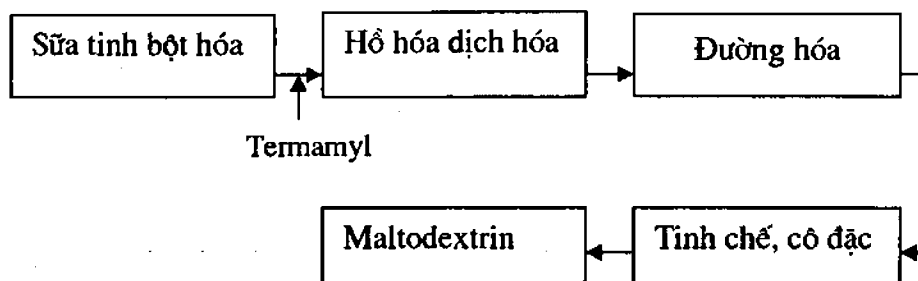 Sữa tinh bột hóa
Hồ hóa dịch hóa
Đường hóa
Termamyl
Maltodextrin
Tinh chế, cô đặc